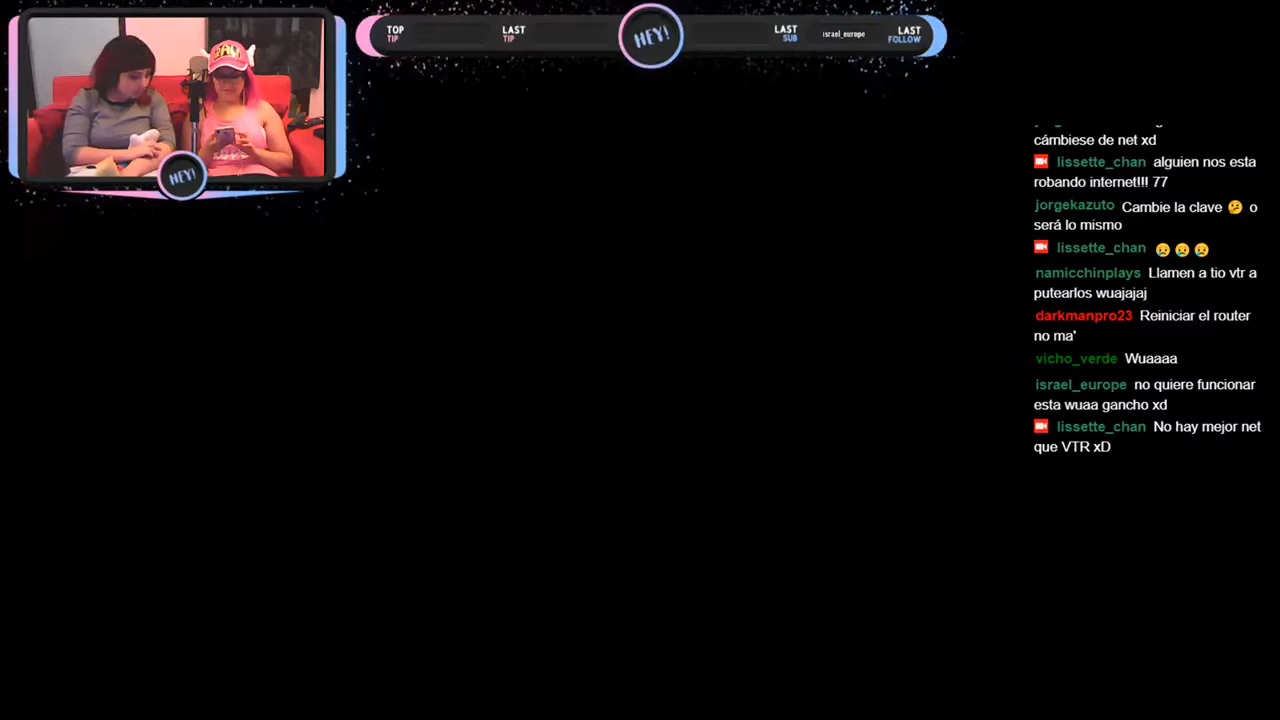 TOP
TIP
LAST
TIP
HEY!
LAST
SUB
israel_europe
LAST
FOLLOW
HEY!
cámbiese de net xd
lissette_chan alguien nos esta
robando internet!!! 77
jorgekazuto Cambie la clave 🤔 o
será lo mismo
lissette_chan 😥 😥 😥
namicchinplays Llamen a tio vtr a
putearlos wuajajaj
darkmanpro23 Reiniciar el router
no ma'
vicho_verde Wuaaaa
israel_europe no quiere funcionar
esta wuaa gancho xd
lissette_chan No hay mejor net
que VTR xD